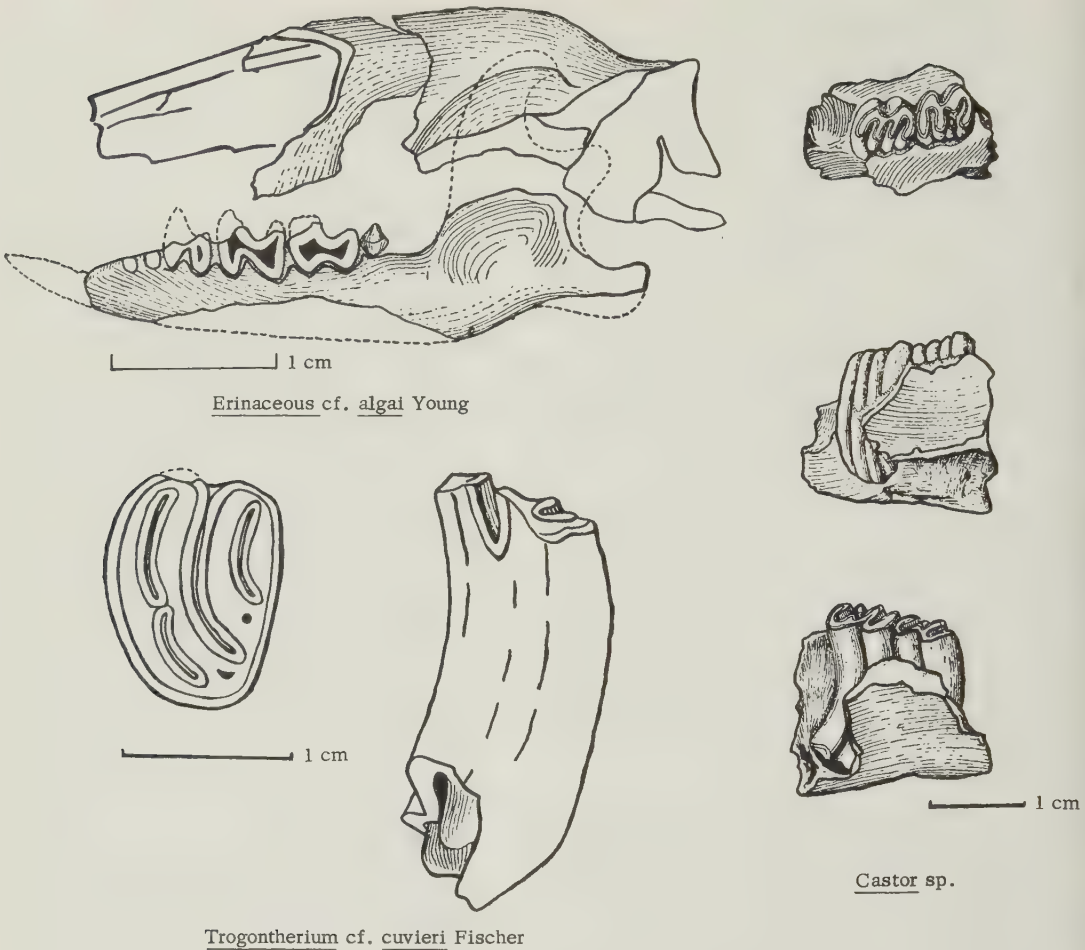 1 cm
Erinaceous cf. algai Young
1 cm
Trogontherium cf. cuvieri Fischer
1 cm
Castor sp.